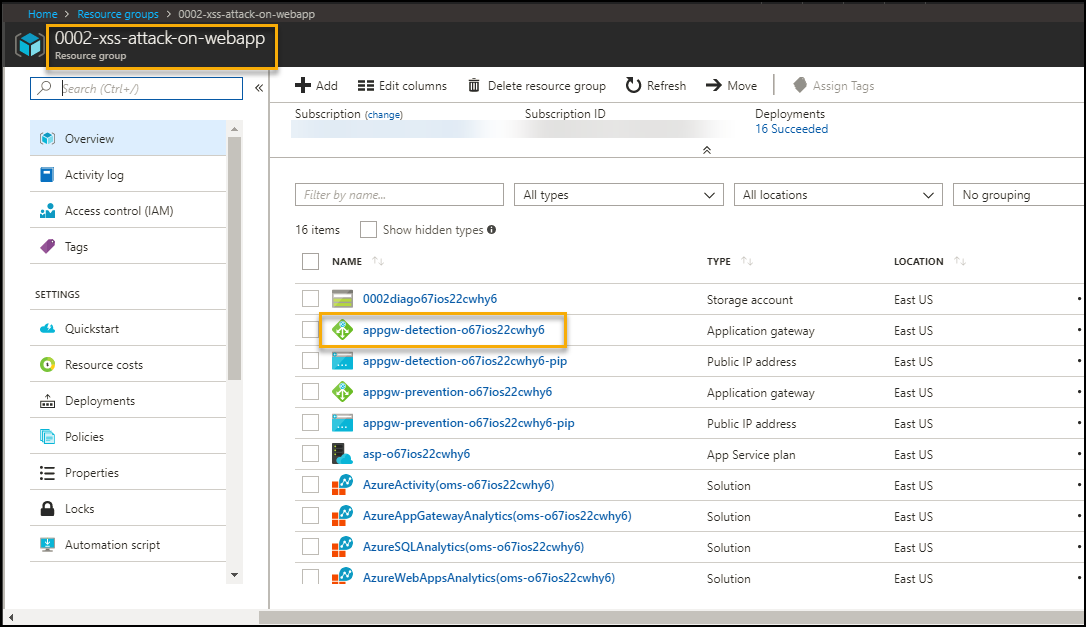 Home > Resource groups > 0002-xss-attack-on-webapp
0002-xss-attack-on-webapp
Resource group
Search (Ctrl+/)
«
Overview
Activity log
Access control (IAM)
Tags
SETTINGS
Quickstart
Resource costs
Deployments
Policies
Properties
Locks
Automation script
Add Edit columns Delete resource group Refresh Move Assign Tags
Subscription (change) Subscription ID Deployments
16 Succeeded
Filter by name... All types All locations No grouping
16 items Show hidden types
NAME TYPE LOCATION
0002diago67ios22cwhy6 Storage account East US
appgw-detection-o67ios22cwhy6 Application gateway East US
appgw-detection-o67ios22cwhy6-pip Public IP address East US
appgw-prevention-o67ios22cwhy6 Application gateway East US
appgw-prevention-o67ios22cwhy6-pip Public IP address East US
asp-o67ios22cwhy6 App Service plan East US
AzureActivity(oms-o67ios22cwhy6) Solution East US
AzureAppGatewayAnalytics(oms-o67ios22cwhy6) Solution East US
AzureSQLAnalytics(oms-o67ios22cwhy6) Solution East US
AzureWebAppsAnalytics(oms-o67ios22cwhy6) Solution East US